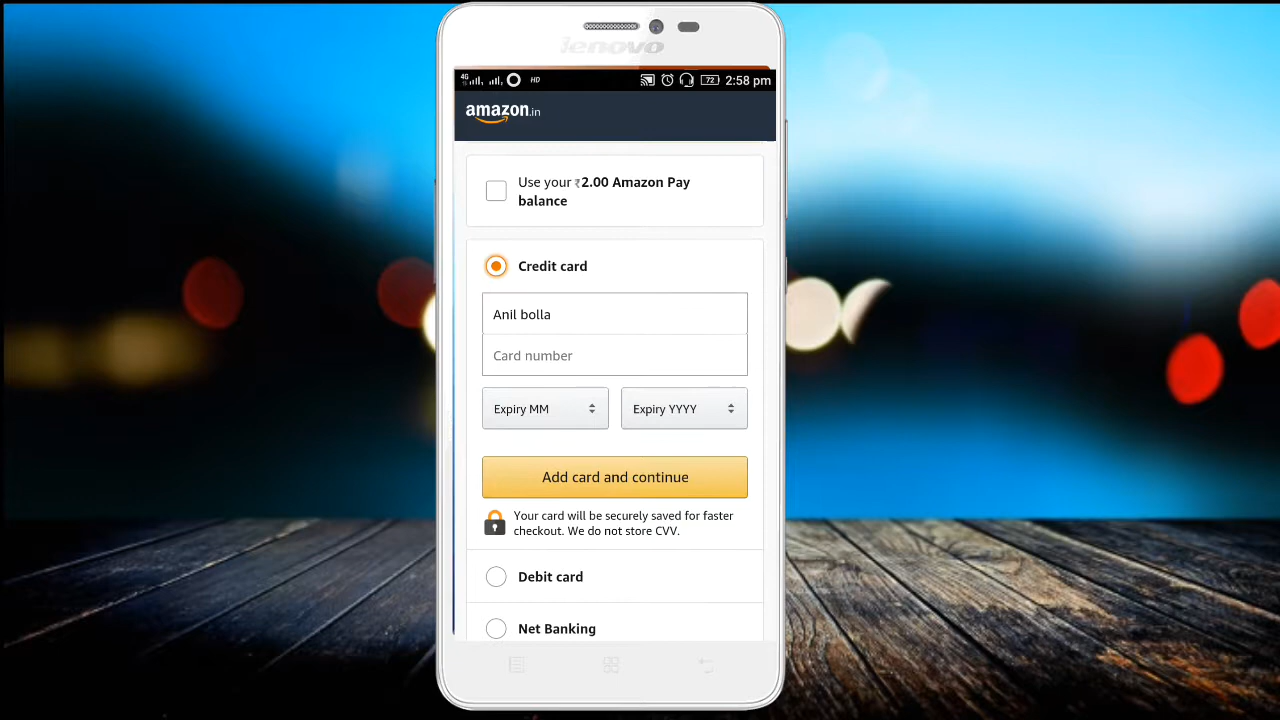 lenovo
4G HD 72 2:58 pm
amazon.in
Use your ₹2.00 Amazon Pay
balance
Credit card
Anil bolla
Card number
Expiry MM Expiry YYYY
Add card and continue
Your card will be securely saved for faster
checkout. We do not store CVV.
Debit card
Net Banking